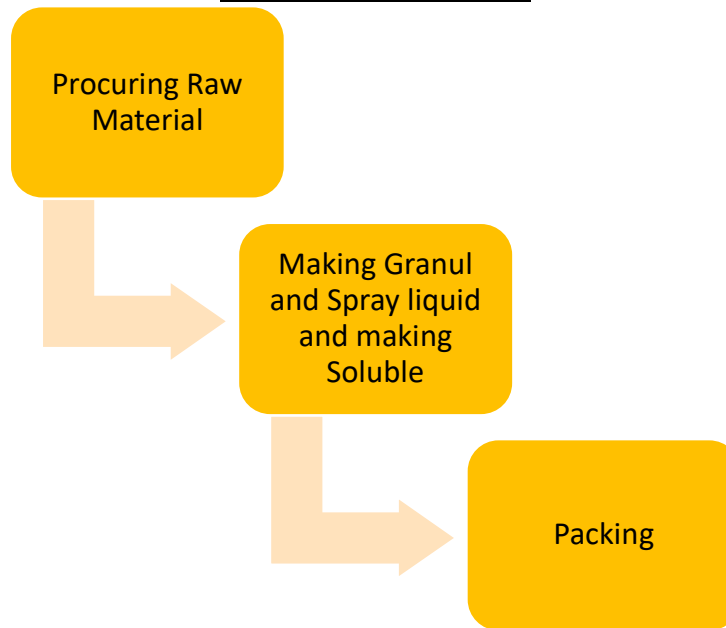 Procuring Raw
Material
Making Granul
and Spray liquid
and making
Soluble
Packing